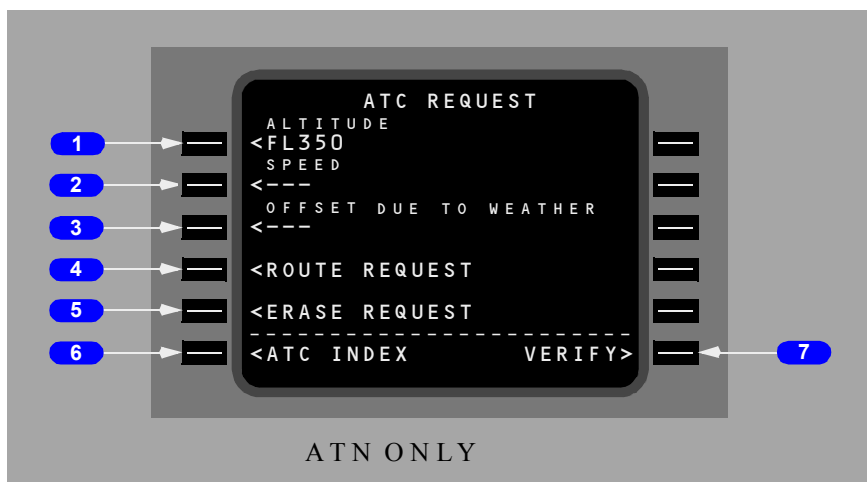 ATC REQUEST
ALTITUDE
1 <FL350
SPEED
2 <---
OFFSET DUE TO WEATHER
3 <---
4 <ROUTE REQUEST
5 <ERASE REQUEST
--------------------------
6 <ATC INDEX VERIFY> 7
ATN ONLY